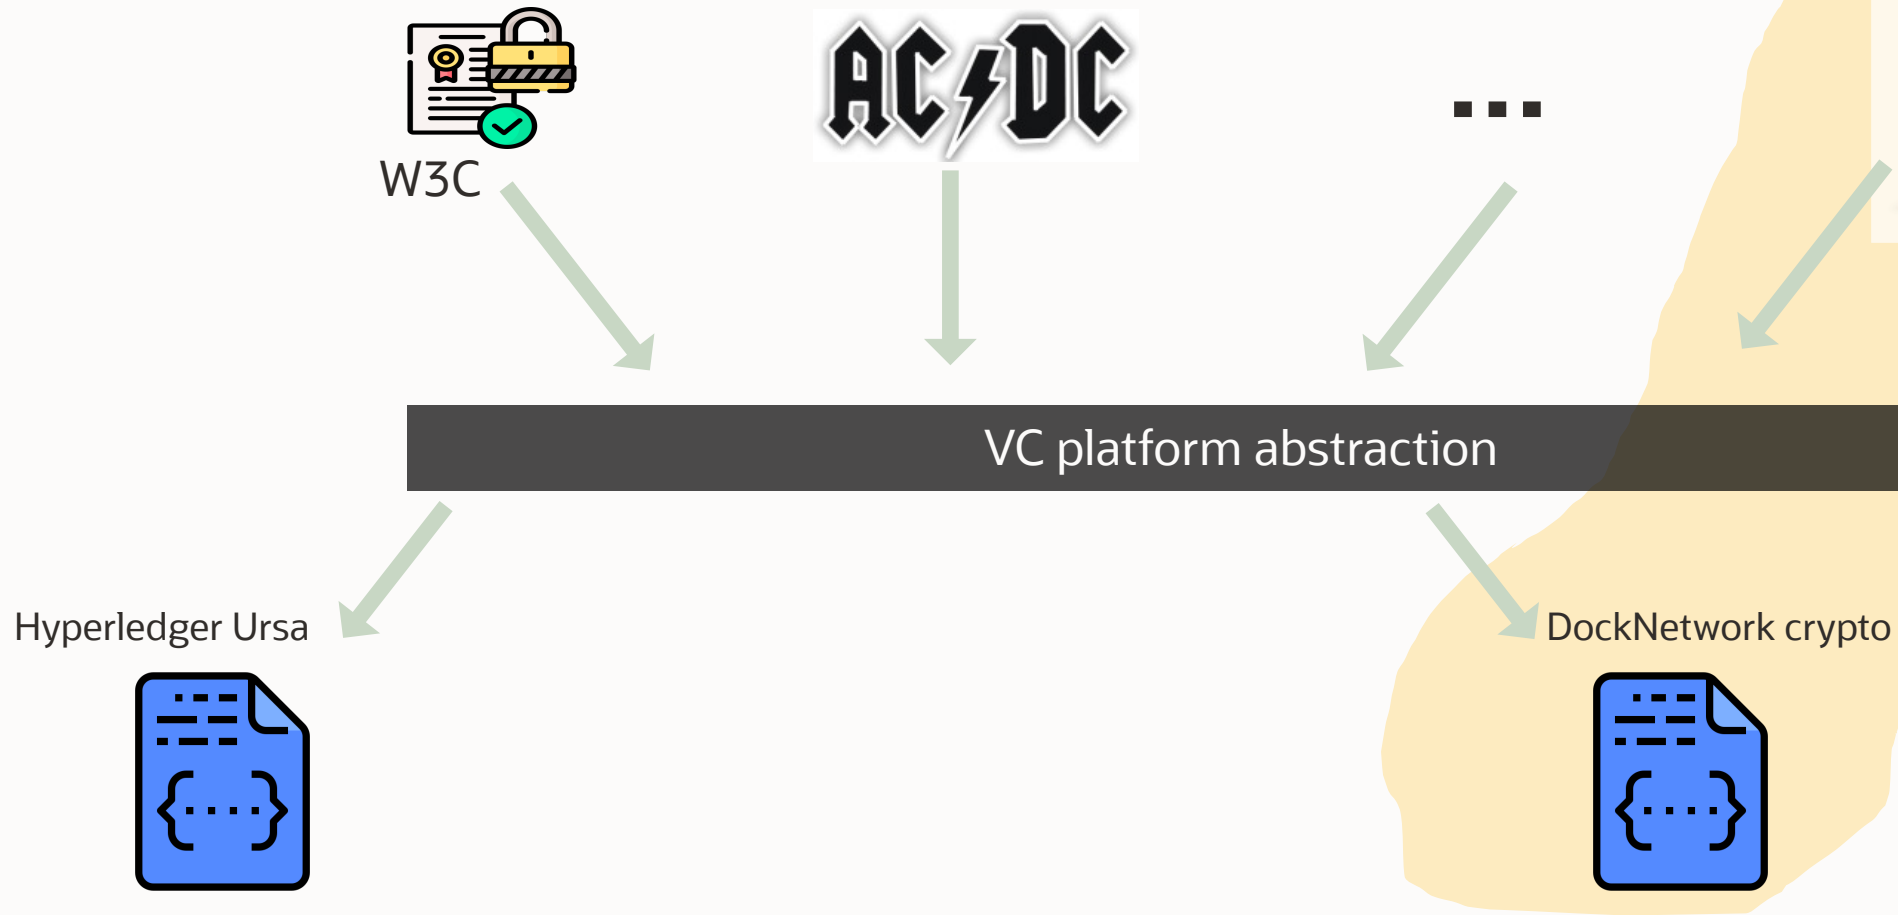 AC⚡DC
...
W3C
VC platform abstraction
Hyperledger Ursa
DockNetwork crypto
{....}
{....}